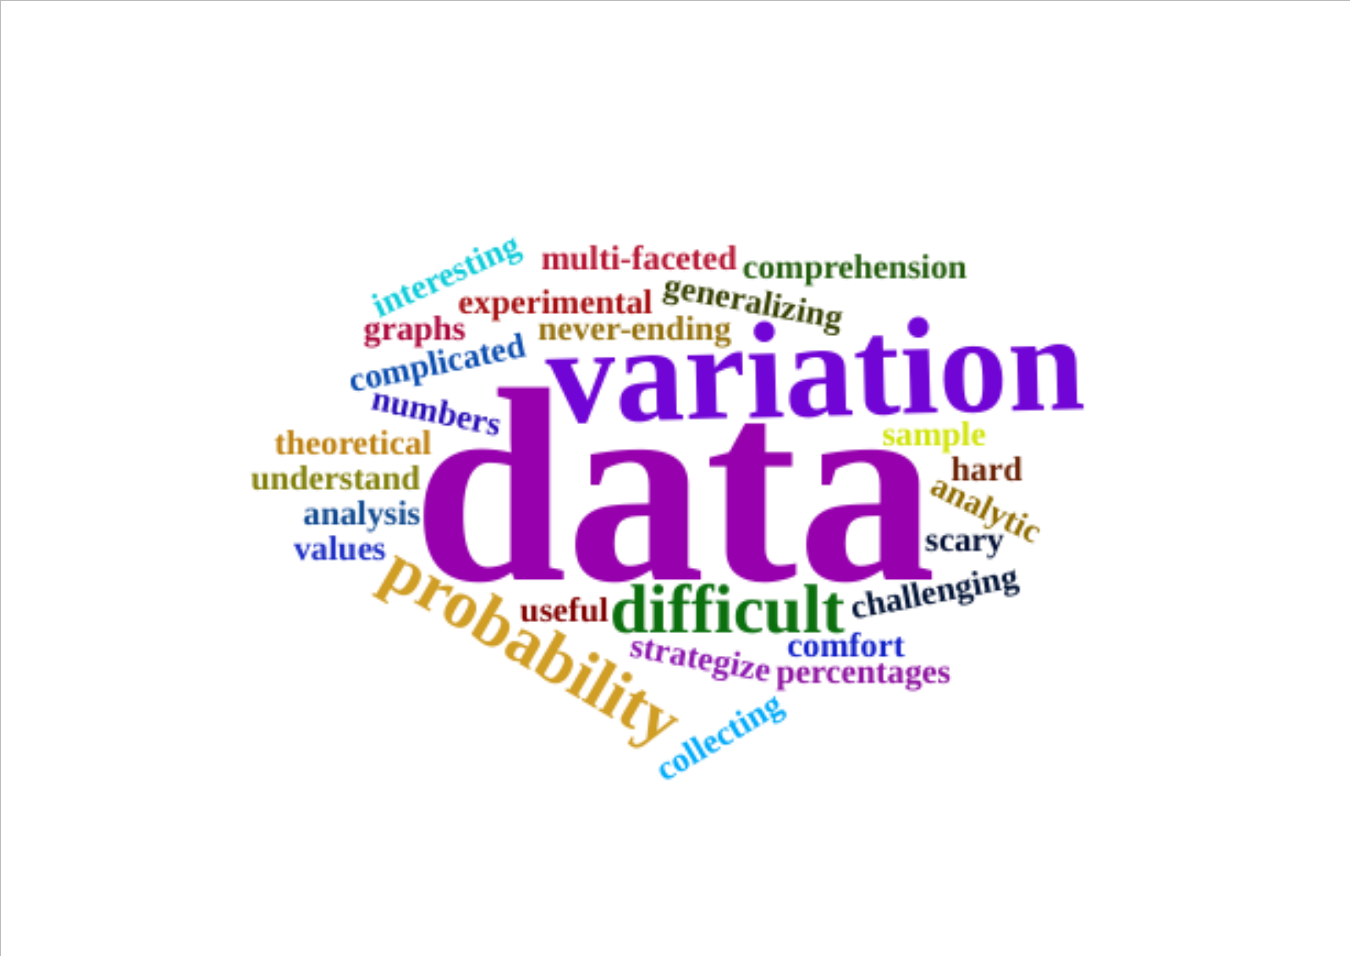 interesting
multi-faceted
comprehension
experimental
generalizing
graphs
never-ending
complicated
variation
numbers
data
theoretical
sample
understand
hard
analysis
analytic
values
scary
probability
useful
difficult
challenging
strategize
comfort
percentages
collecting